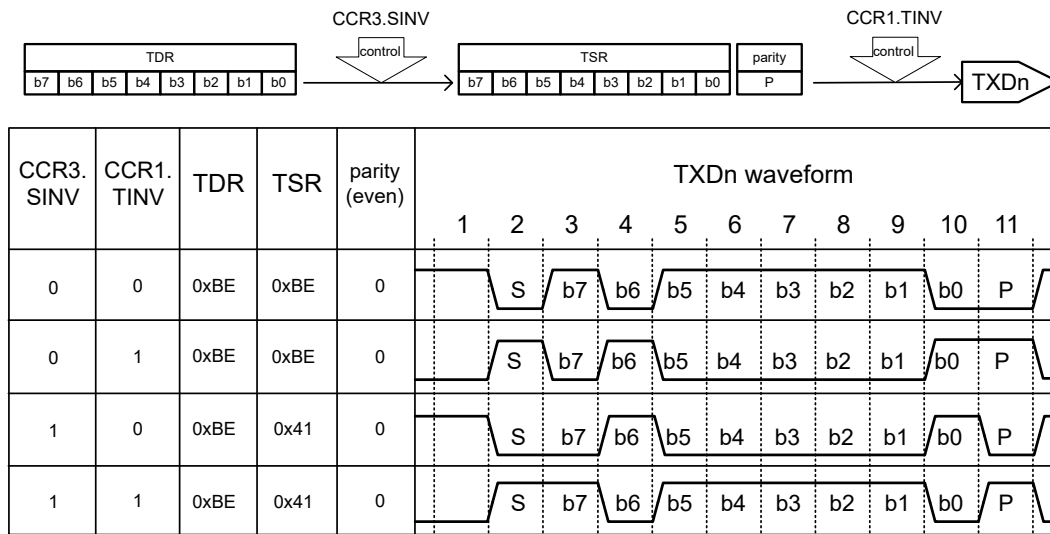 CCR3.SINV CCR1.TINV
control control
TDR TSR parity
b7 b6 b5 b4 b3 b2 b1 b0 b7 b6 b5 b4 b3 b2 b1 b0 P TXDn
CCR3. SINV CCR1. TINV TDR TSR parity (even) TXDn waveform
1 2 3 4 5 6 7 8 9 10 11
0 0 0xBE 0xBE 0 S b7 b6 b5 b4 b3 b2 b1 b0 P
0 1 0xBE 0xBE 0 S b7 b6 b5 b4 b3 b2 b1 b0 P
1 0 0xBE 0x41 0 S b7 b6 b5 b4 b3 b2 b1 b0 P
1 1 0xBE 0x41 0 S b7 b6 b5 b4 b3 b2 b1 b0 P